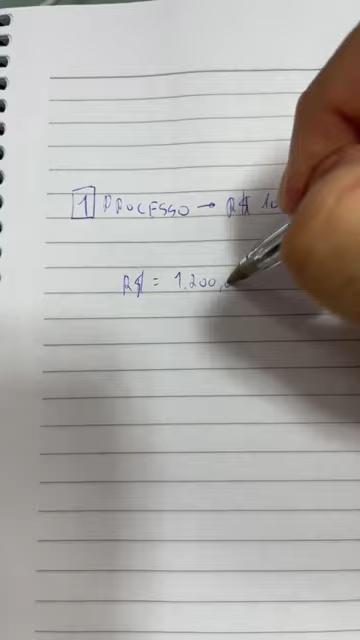 1 PROCESSO → R$
R$ = 1.200,